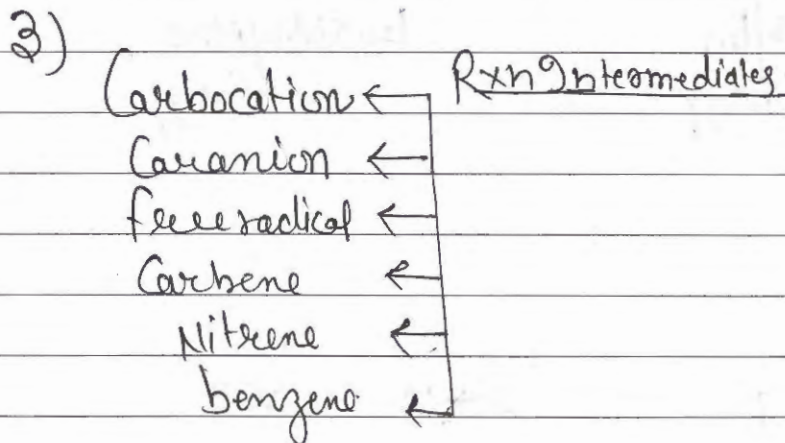 3)
Rxn Intermediates
Carbocation ←
Caranion ←
free radical ←
Carbene ←
Nitrene ←
benzene ←